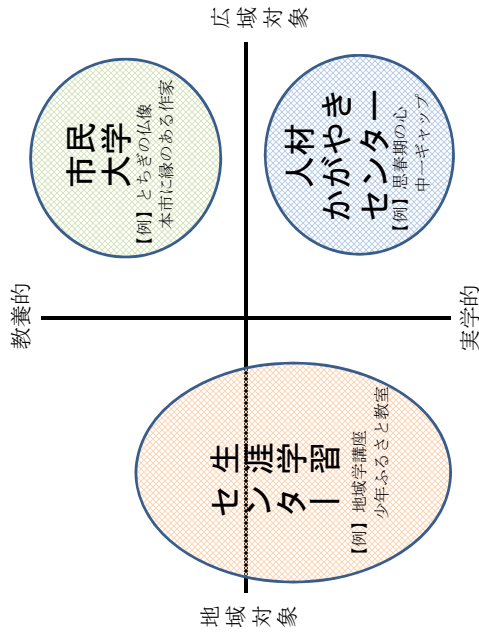 教養的
市民
大学
【例】とちぎの仏像
本市に縁のある作家
地域対象
広域対象
生涯学習
センター
【例】地域学講座
少年ふるさと教室
人材
かがやき
センター
【例】思春期の心
中一ギャップ
実学的